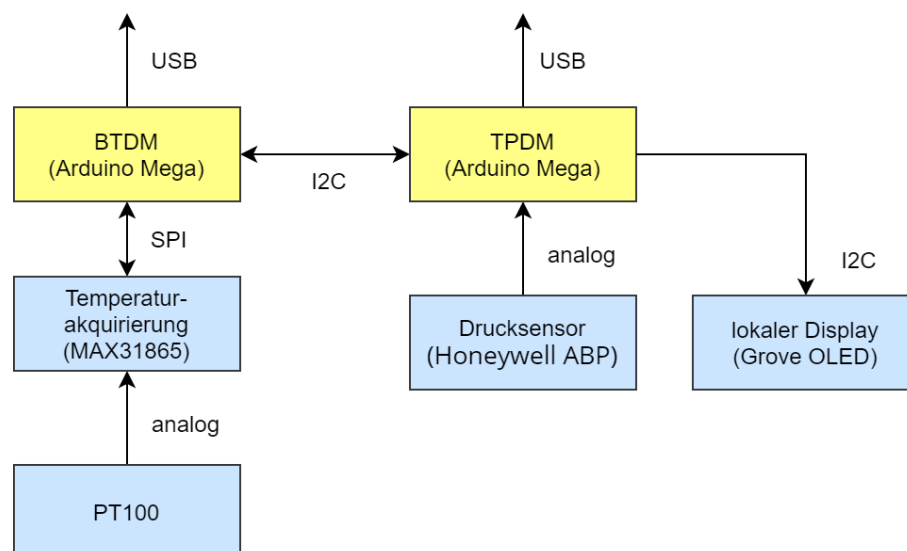 USB
USB
BTDM
(Arduino Mega)
TPDM
(Arduino Mega)
I2C
SPI
analog
I2C
Temperatur-
akquirierung
(MAX31865)
Drucksensor
(Honeywell ABP)
lokaler Display
(Grove OLED)
analog
PT100